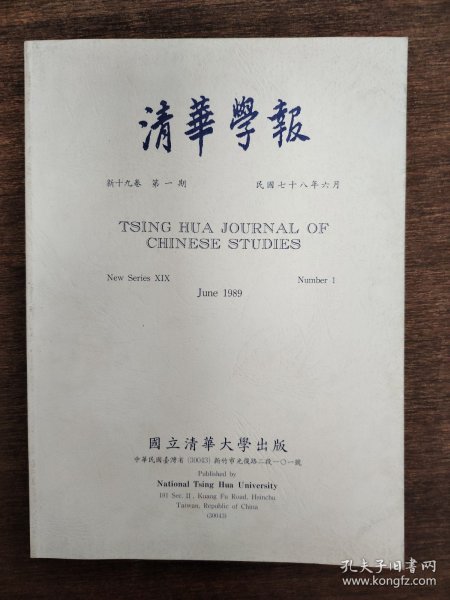 清華學報
新十九卷 第一期 民國七十八年六月
TSING HUA JOURNAL OF
CHINESE STUDIES
New Series XIX Number 1
June 1989
國立清華大學出版
中華民國臺灣省(30043)新竹市光復路二段一〇一號
Published by
National Tsing Hua University
101 Sec. II, Kuang Fu Road, Hsinchu
Taiwan, Republic of China
(30043)
孔夫子旧书网
www.kongfz.com